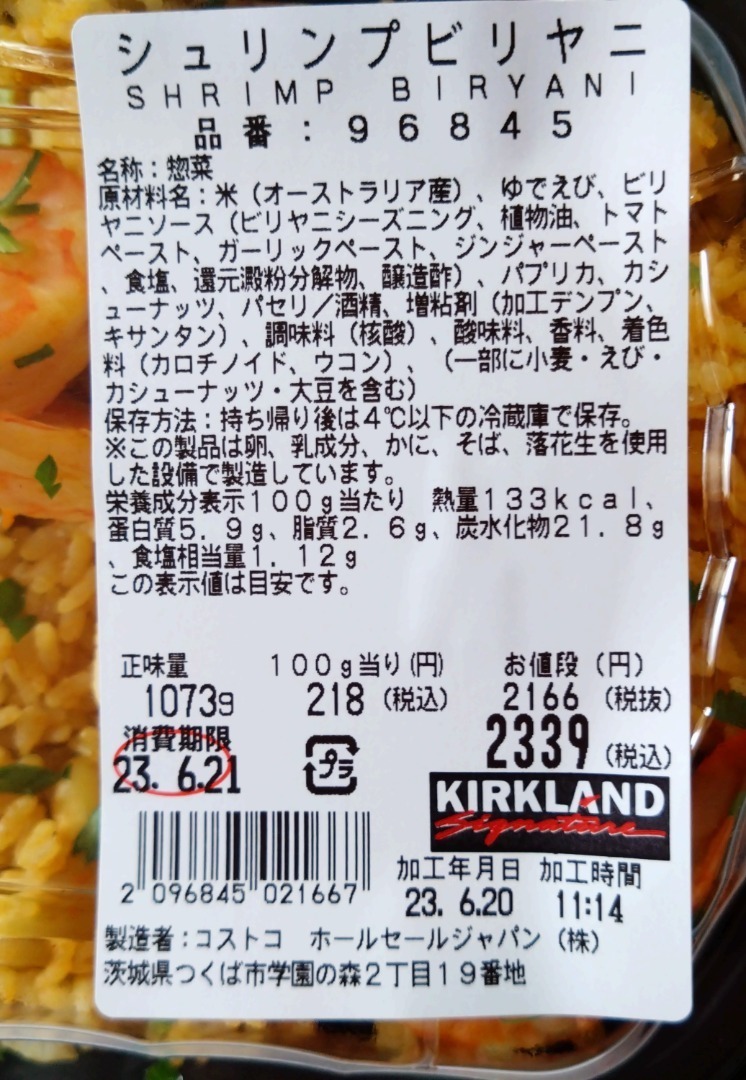 シュリンプビリヤニ
SHRIMP BIRYANI
品番：96845
名称：惣菜
原材料名：米（オーストラリア産）、ゆでえび、ビリ
ヤニソース（ビリヤニシーズニング、植物油、トマト
ペースト、ガーリックペースト、ジンジャーペースト
、食塩、還元澱粉分解物、醸造酢）、パプリカ、カシ
ューナッツ、パセリ／酒精、増粘剤（加工デンプン、
キサンタン）、調味料（核酸）、酸味料、香料、着色
料（カロチノイド、ウコン）、（一部に小麦・えび・
カシューナッツ・大豆を含む）
保存方法：持ち帰り後は4℃以下の冷蔵庫で保存。
※この製品は卵、乳成分、かに、そば、落花生を使用
した設備で製造しています。
栄養成分表示100g当たり 熱量133kcal、
蛋白質5.9g、脂質2.6g、炭水化物21.8g
、食塩相当量1.12g
この表示値は目安です。
正味量 100g当り(円) お値段（円）
1073g 218（税込） 2166（税抜）
2339（税込）
消費期限
23. 6.21
プラ
KIRKLAND
Signature
加工年月日 加工時間
23. 6.20 11:14
2 096845 021667
製造者：コストコ ホールセールジャパン（株）
茨城県つくば市学園の森2丁目19番地